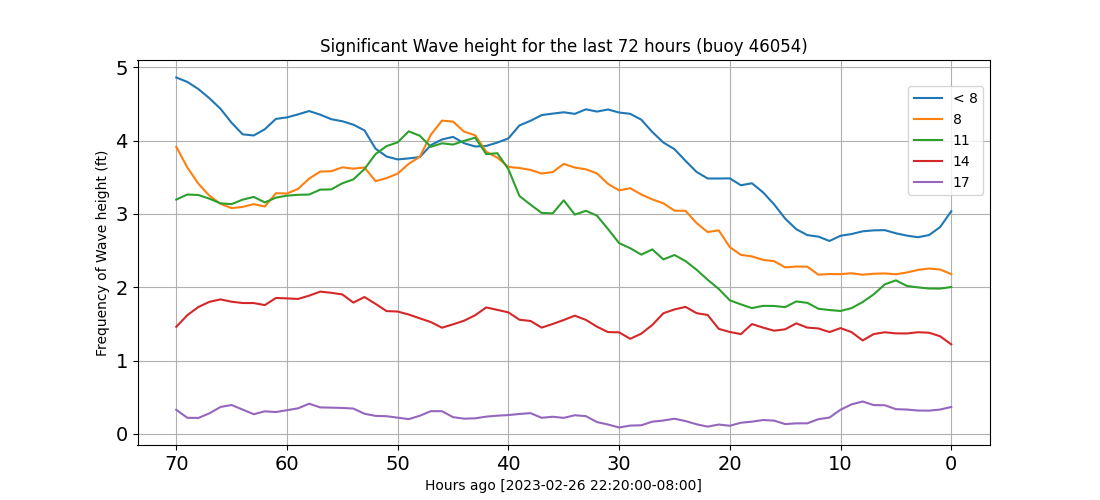 Significant Wave height for the last 72 hours (buoy 46054)
Frequency of Wave height (ft)
5
4
3
2
1
0
< 8
8
11
14
17
70 60 50 40 30 20 10 0
Hours ago [2023-02-26 22:20:00-08:00]